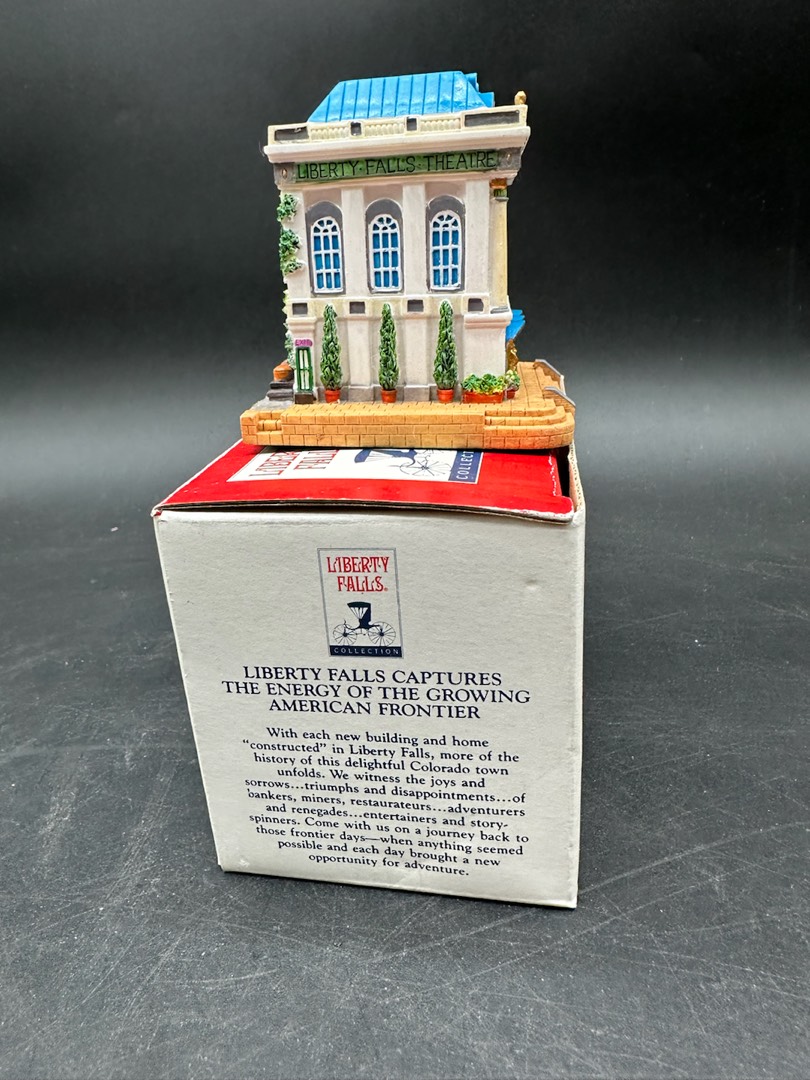 LIBERTY·FALLS·THEATRE
LIBERTY
FALLS
COLLECT
LIBERTY
FALLS®
COLLECTION
LIBERTY FALLS CAPTURES
THE ENERGY OF THE GROWING
AMERICAN FRONTIER
With each new building and home
“constructed” in Liberty Falls, more of the
history of this delightful Colorado town
unfolds. We witness the joys and
sorrows...triumphs and disappointments...of
bankers, miners, restaurateurs...adventurers
and renegades...entertainers and story-
spinners. Come with us on a journey back to
those frontier days—when anything seemed
possible and each day brought a new
opportunity for adventure.